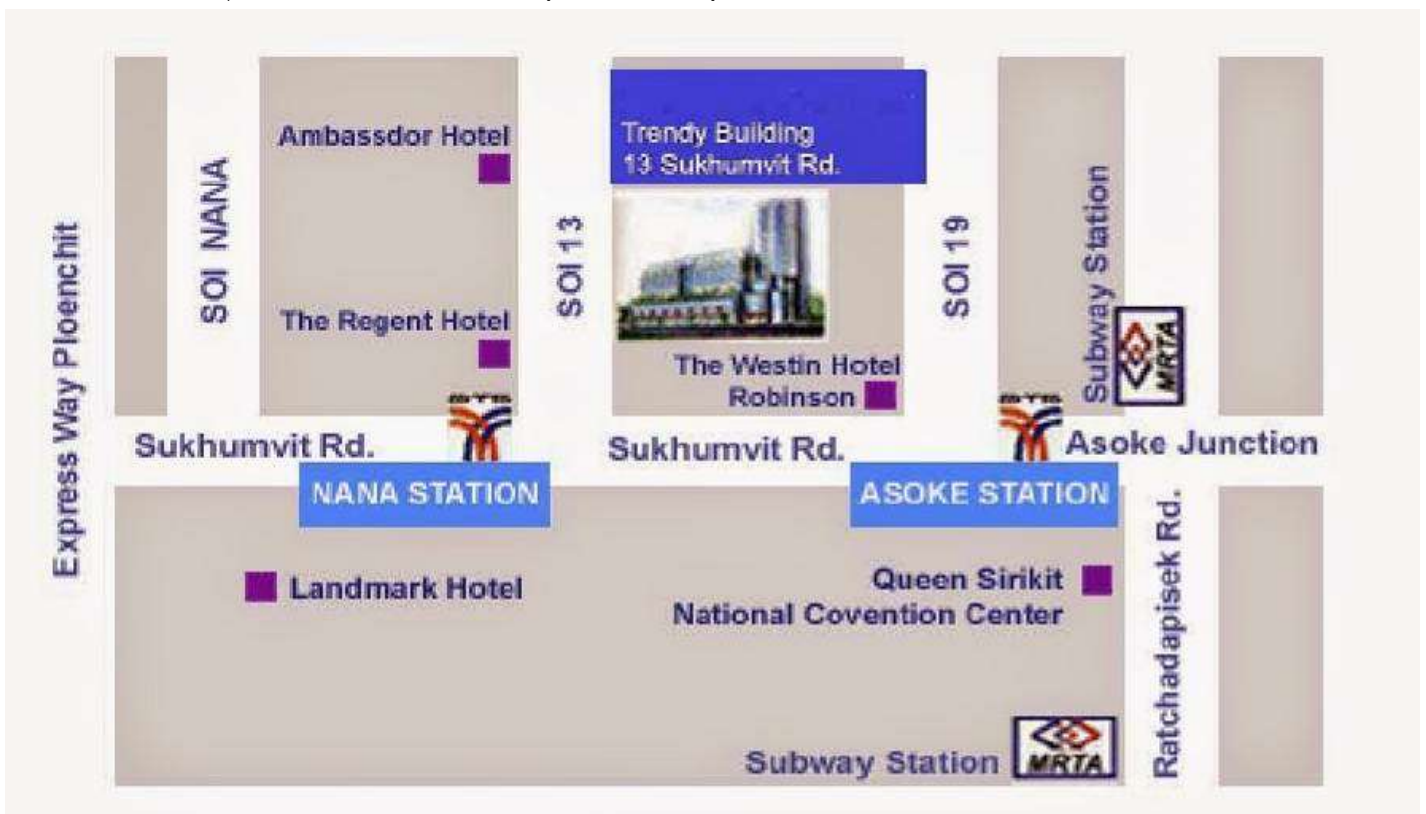 Ambassdor Hotel
Trendy Building
13 Sukhumvit Rd.
SOI NANA
SOI 13
SOI 19
Subway Station
MRTA
Express Way Ploenchit
The Regent Hotel
The Westin Hotel
Robinson
Sukhumvit Rd.
Sukhumvit Rd.
Asoke Junction
NANA STATION
ASOKE STATION
Landmark Hotel
Queen Sirikit
National Covention Center
Ratchadapisek Rd.
Subway Station
MRTA